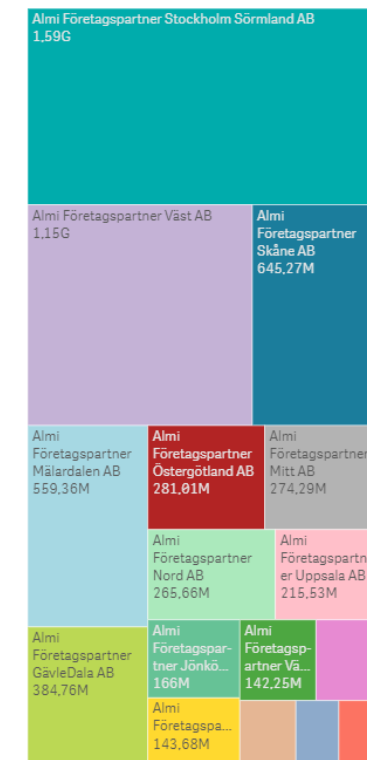 Almi Företagspartner Stockholm Sörmland AB
1,59G
Almi Företagspartner Väst AB
1,15G
Almi
Företagspartner
Skåne AB
645,27M
Almi
Företagspartner
Mälardalen AB
559,36M
Almi
Företagspartner
Östergötland AB
281,01M
Almi
Företagspartner
Mitt AB
274,29M
Almi
Företagspartner
Nord AB
265,66M
Almi
Företagspartn
er Uppsala AB
215,53M
Almi
Företagspartner
GävleDala AB
384,76M
Almi
Företagspar-
tner Jönkö...
166M
Almi
Företagsp-
artner Vä...
142,25M
Almi
Företagspa...
143,68M